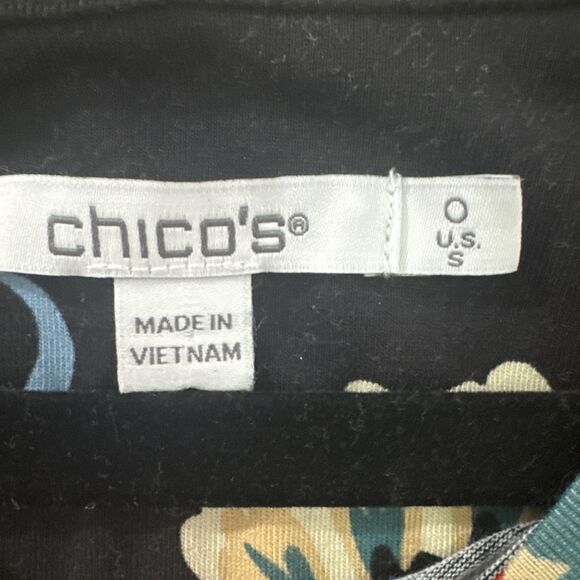 chico's®
0
U.S.
S
MADE IN
VIETNAM